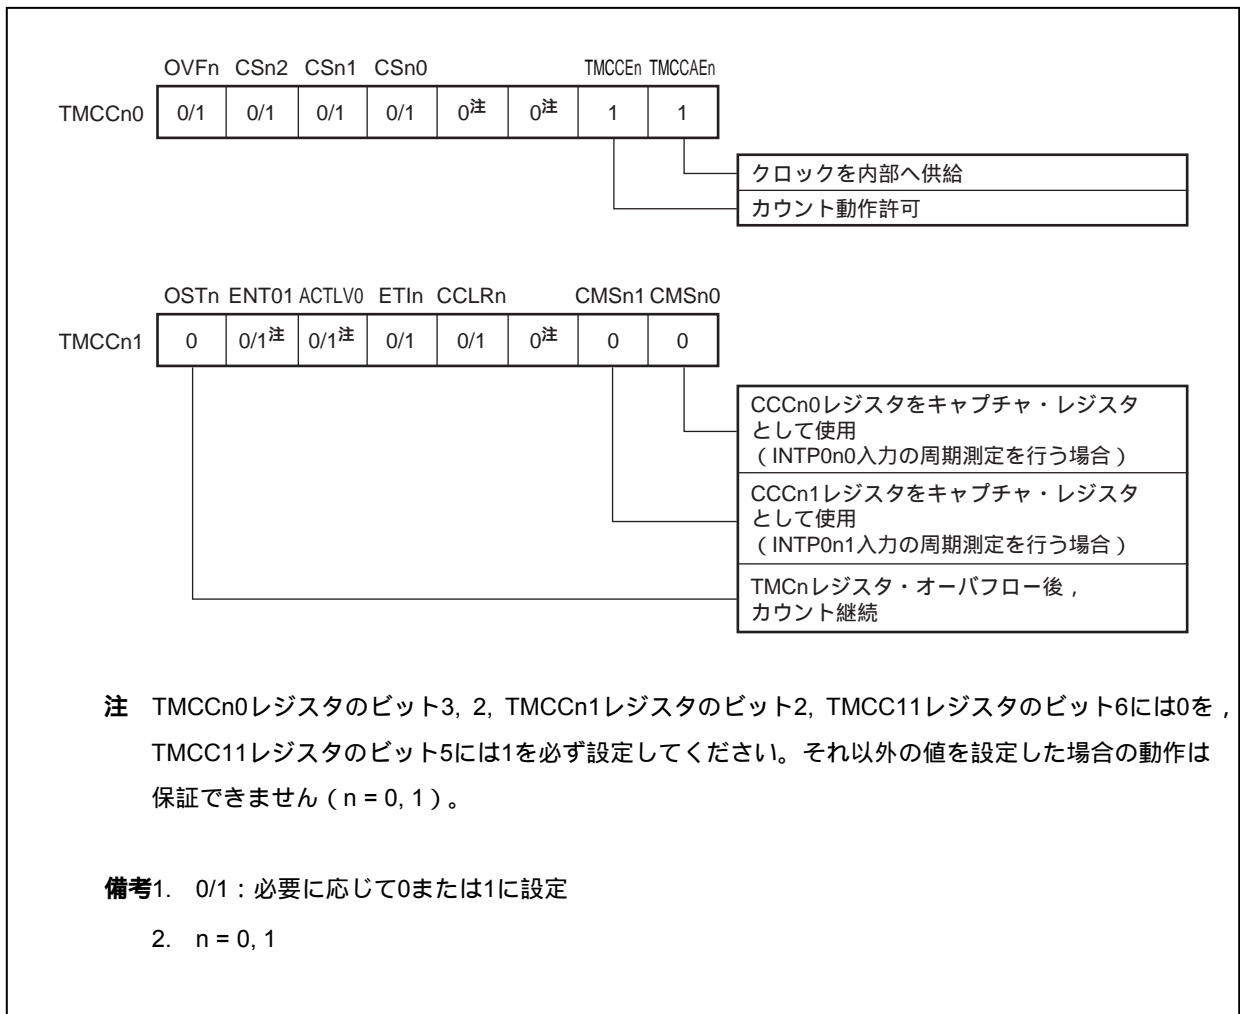 OVFn CSn2 CSn1 CSn0 TMCCEn TMCCAEn
TMCCn0 0/1 0/1 0/1 0/1 0注 0注 1 1
クロックを内部へ供給
カウント動作許可
OSTn ENT01 ACTLV0 ETIn CCLRn CMSn1 CMSn0
TMCCn1 0 0/1注 0/1注 0/1 0/1 0注 0 0
CCCn0レジスタをキャプチャ・レジスタ
として使用
(INTP0n0入力の周期測定を行う場合)
CCCn1レジスタをキャプチャ・レジスタ
として使用
(INTP0n1入力の周期測定を行う場合)
TMCnレジスタ・オーバフロー後,
カウント継続
注 TMCCn0レジスタのビット3, 2, TMCCn1レジスタのビット2, TMCC11レジスタのビット6には0を,
TMCC11レジスタのビット5には1を必ず設定してください。それ以外の値を設定した場合の動作は
保証できません(n = 0, 1)。
備考1. 0/1:必要に応じて0または1に設定
2. n = 0, 1